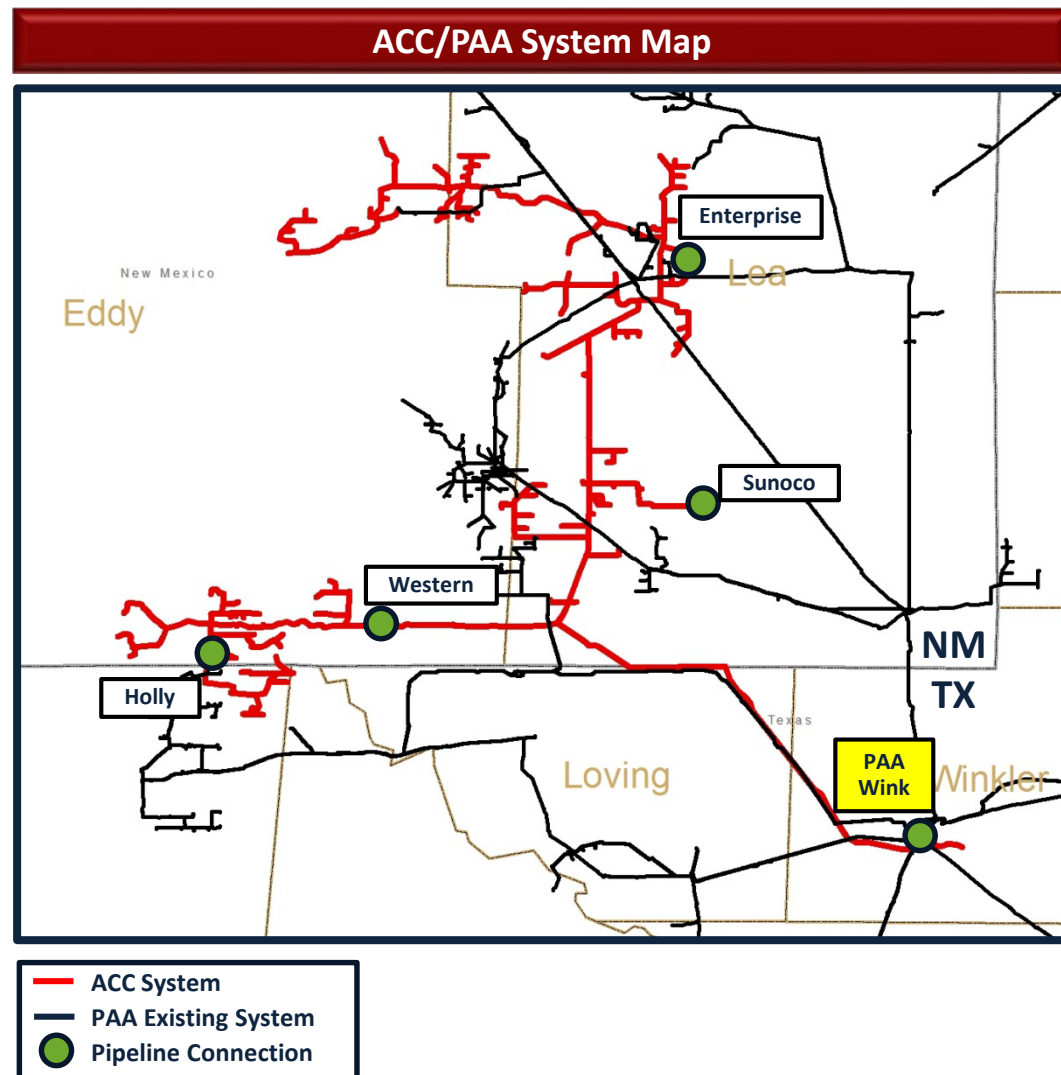 ACC/PAA System Map
Enterprise
Lea
New Mexico
Eddy
Sunoco
Western
NM
Holly
TX
Texas
PAA
Wink
Loving
Winkler
ACC System
PAA Existing System
Pipeline Connection